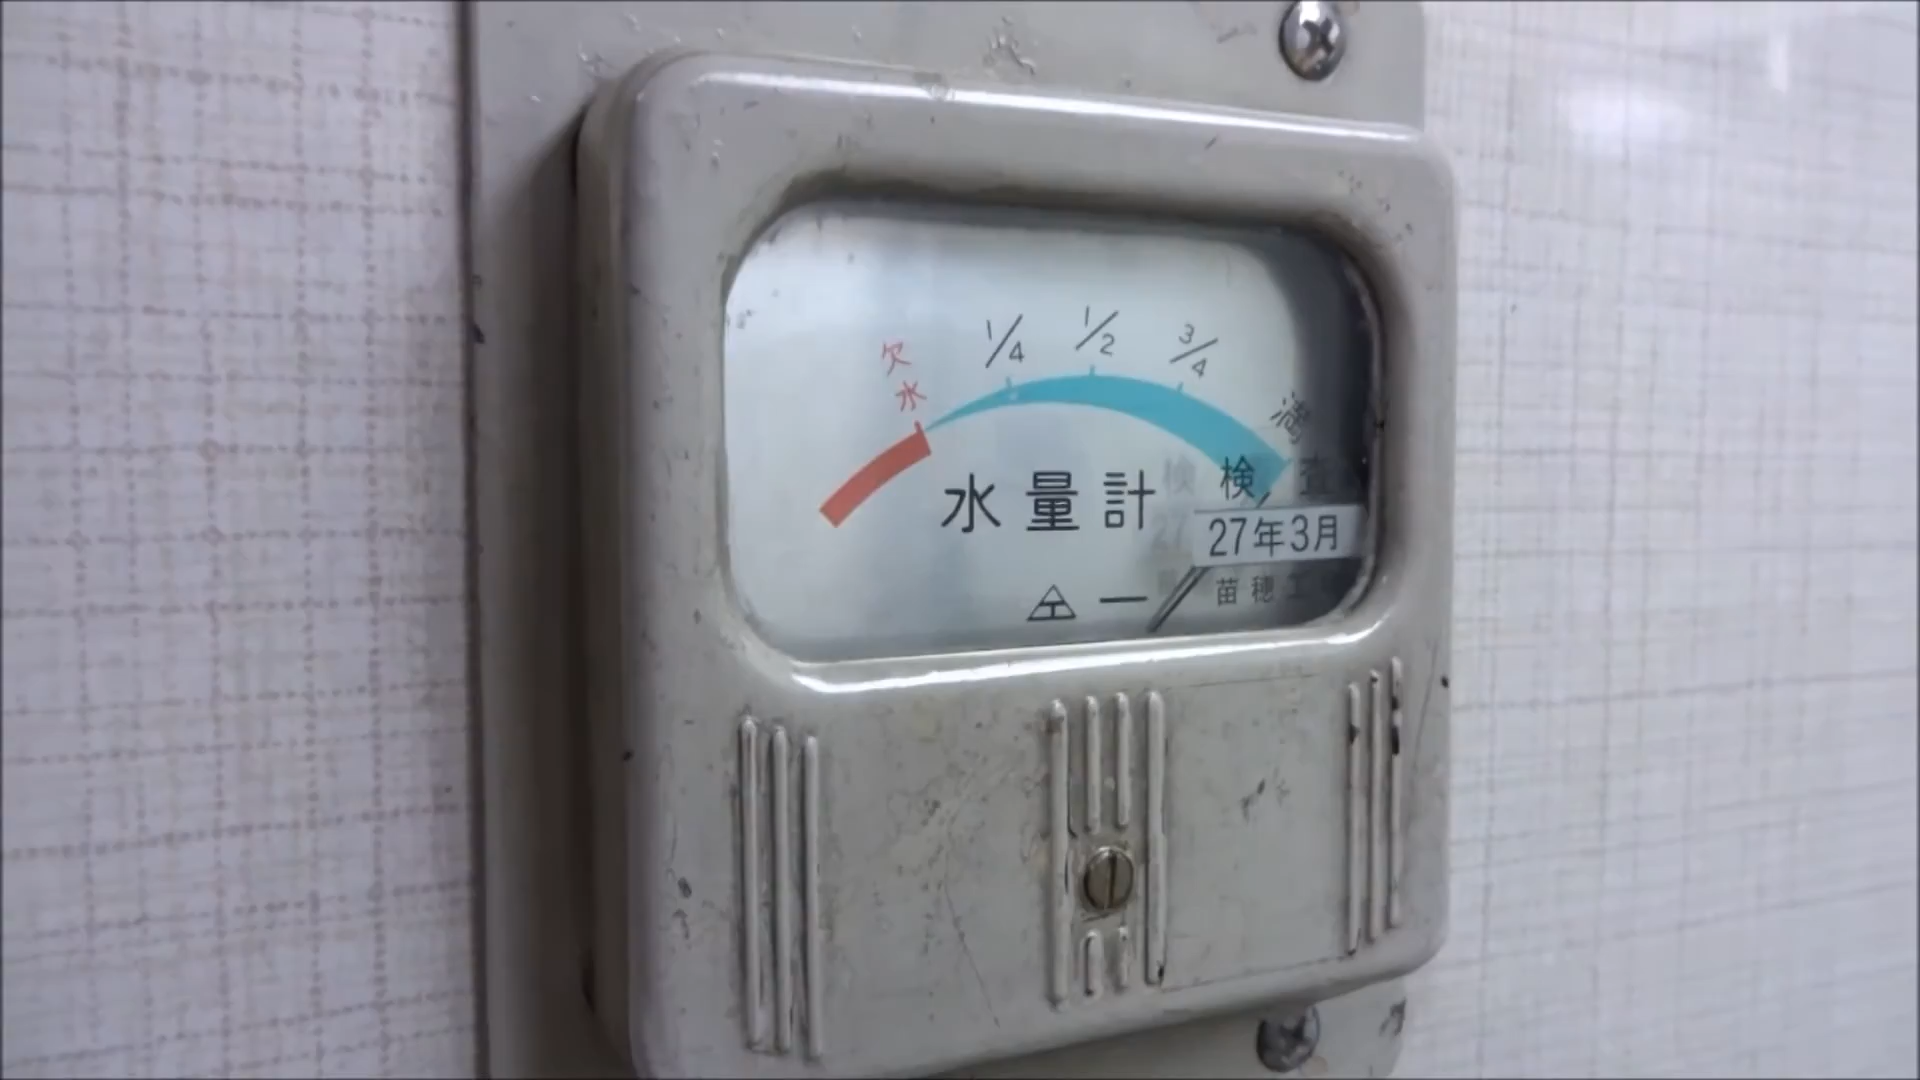 欠水 1/4 1/2 3/4 満
水量計
検査
27年3月
苗穂工